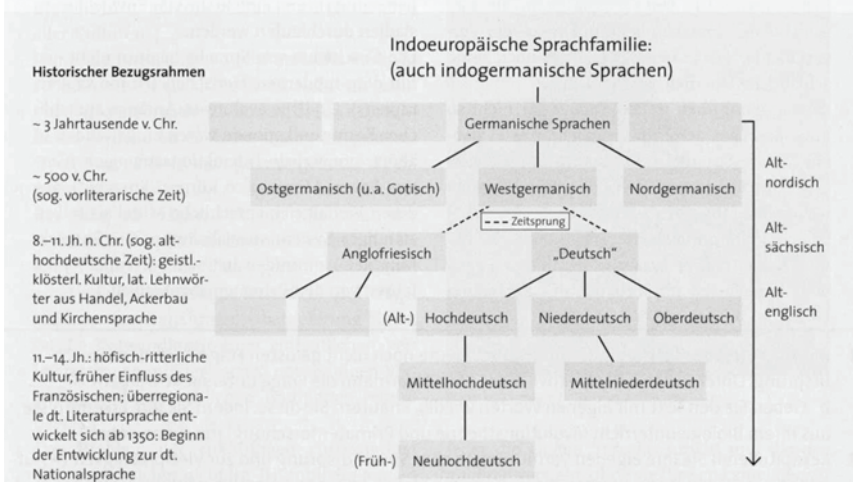 Indoeuropäische Sprachfamilie:
(auch indogermanische Sprachen)
Historischer Bezugsrahmen
~ 3 Jahrtausende v. Chr.
Germanische Sprachen
~ 500 v. Chr.
(sog. vorliterarische Zeit)
Ostgermanisch (u.a. Gotisch)
Westgermanisch
Nordgermanisch
Alt-
nordisch
Zeitsprung
8.–11. Jh. n. Chr. (sog. alt-
hochdeutsche Zeit): geistl.-
klösterl. Kultur, lat. Lehnwör-
ter aus Handel, Ackerbau
und Kirchensprache
Anglofriesisch
„Deutsch“
Alt-
sächsisch
(Alt-) Hochdeutsch
Niederdeutsch
Oberdeutsch
Alt-
englisch
11.–14. Jh.: höfisch-ritterliche
Kultur, früher Einfluss des
Französischen; überregiona-
le dt. Literatursprache ent-
wickelt sich ab 1350: Beginn
der Entwicklung zur dt.
Nationalsprache
Mittelhochdeutsch
Mittelniederdeutsch
(Früh-) Neuhochdeutsch